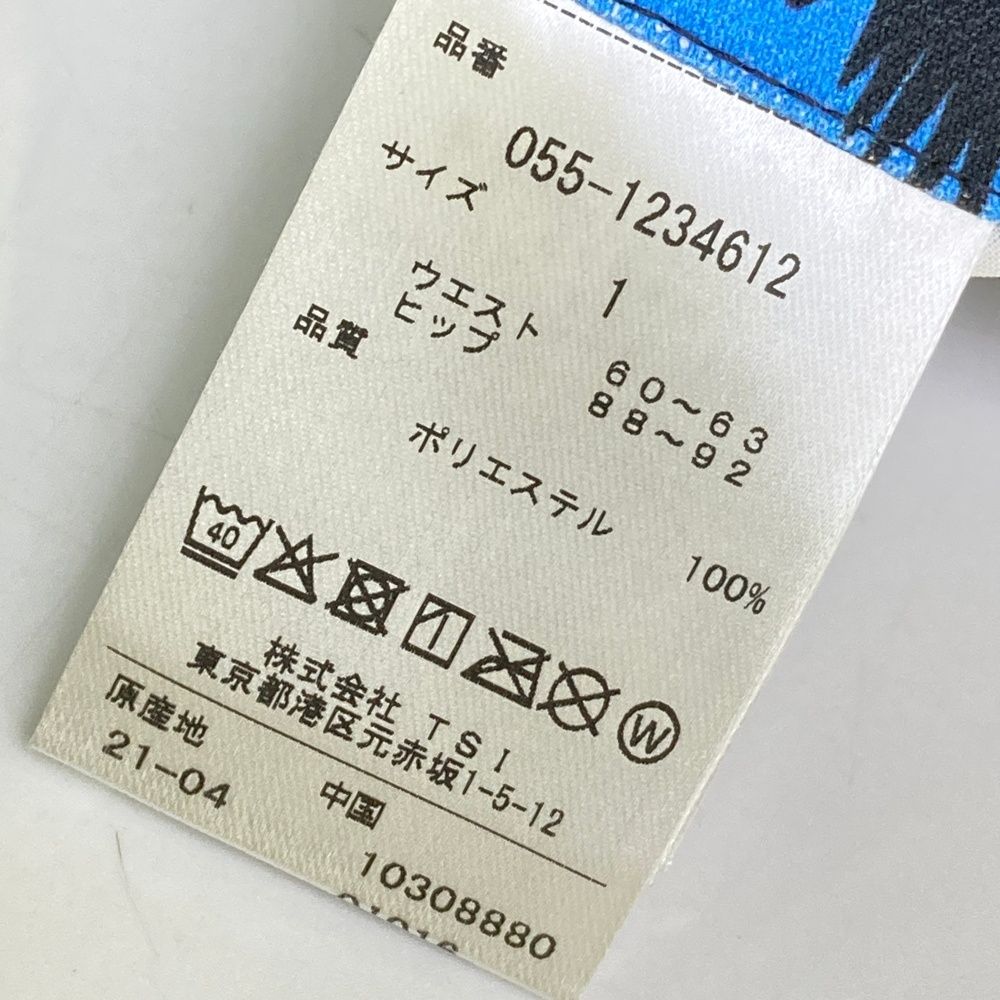 品番
055-1234612
サイズ
1
ウエスト 60～63
ヒップ 88～92
品質
ポリエステル 100%
40
W
株式会社 TSI
東京都港区元赤坂1-5-12
原産地 中国
21-04 10308880